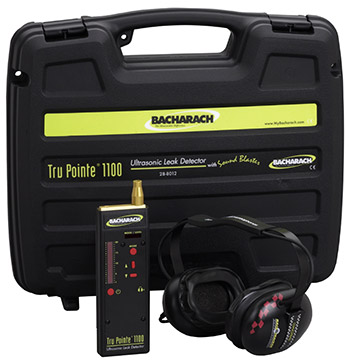 BACHARACH
www.MyBacharach.com
Tru Pointe® 1100
Ultrasonic Leak Detector with Sound Blaster
28-8012
BACHARACH
CE
BACHARACH
Tru Pointe® 1100
Ultrasonic Leak Detector
BACHARACH